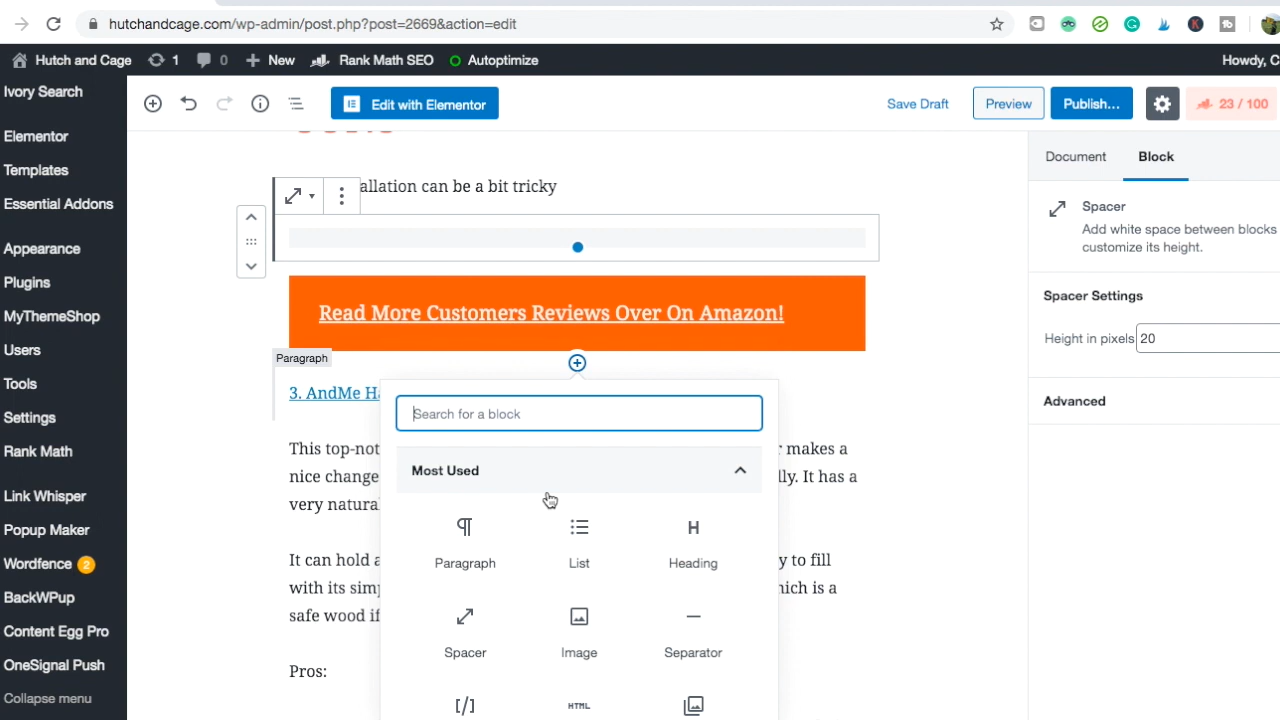 hutchandcage.com/wp-admin/post.php?post=2669&action=edit
Hutch and Cage 1 0 New Rank Math SEO Autoptimize Howdy, C
Ivory Search
Elementor
Templates
Essential Addons
Appearance
Plugins
MyThemeShop
Users
Tools
Settings
Rank Math
Link Whisper
Popup Maker
Wordfence 2
BackWPup
Content Egg Pro
OneSignal Push
Collapse menu
Edit with Elementor
Save Draft
Preview
Publish...
23 / 100
allation can be a bit tricky
Read More Customers Reviews Over On Amazon!
Paragraph
3. AndMe Ha
Search for a block
Most Used
Paragraph List Heading
Spacer Image Separator
[/] HTML
This top-not r makes a
nice change lly. It has a
very natura
It can hold a y to fill
with its simp hich is a
safe wood if
Pros:
Document Block
Spacer
Add white space between blocks
customize its height.
Spacer Settings
Height in pixels 20
Advanced